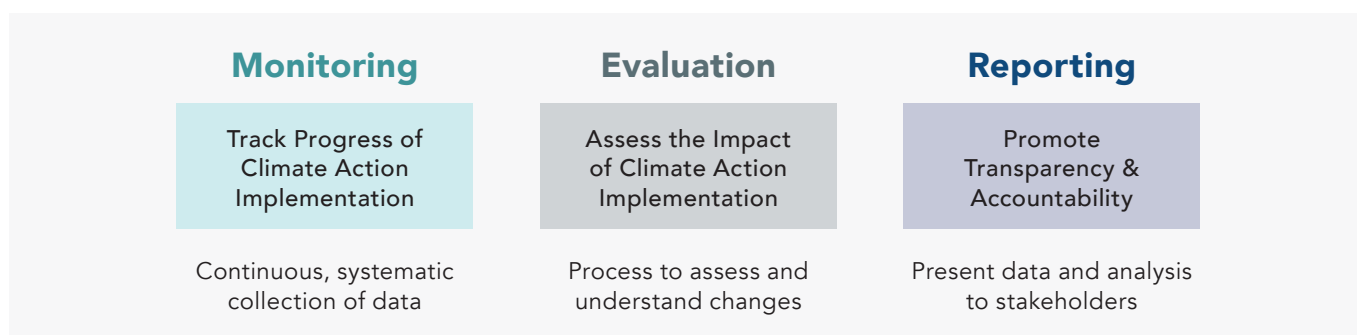 Monitoring
Track Progress of
Climate Action
Implementation
Continuous, systematic
collection of data
Evaluation
Assess the Impact
of Climate Action
Implementation
Process to assess and
understand changes
Reporting
Promote
Transparency &
Accountability
Present data and analysis
to stakeholders